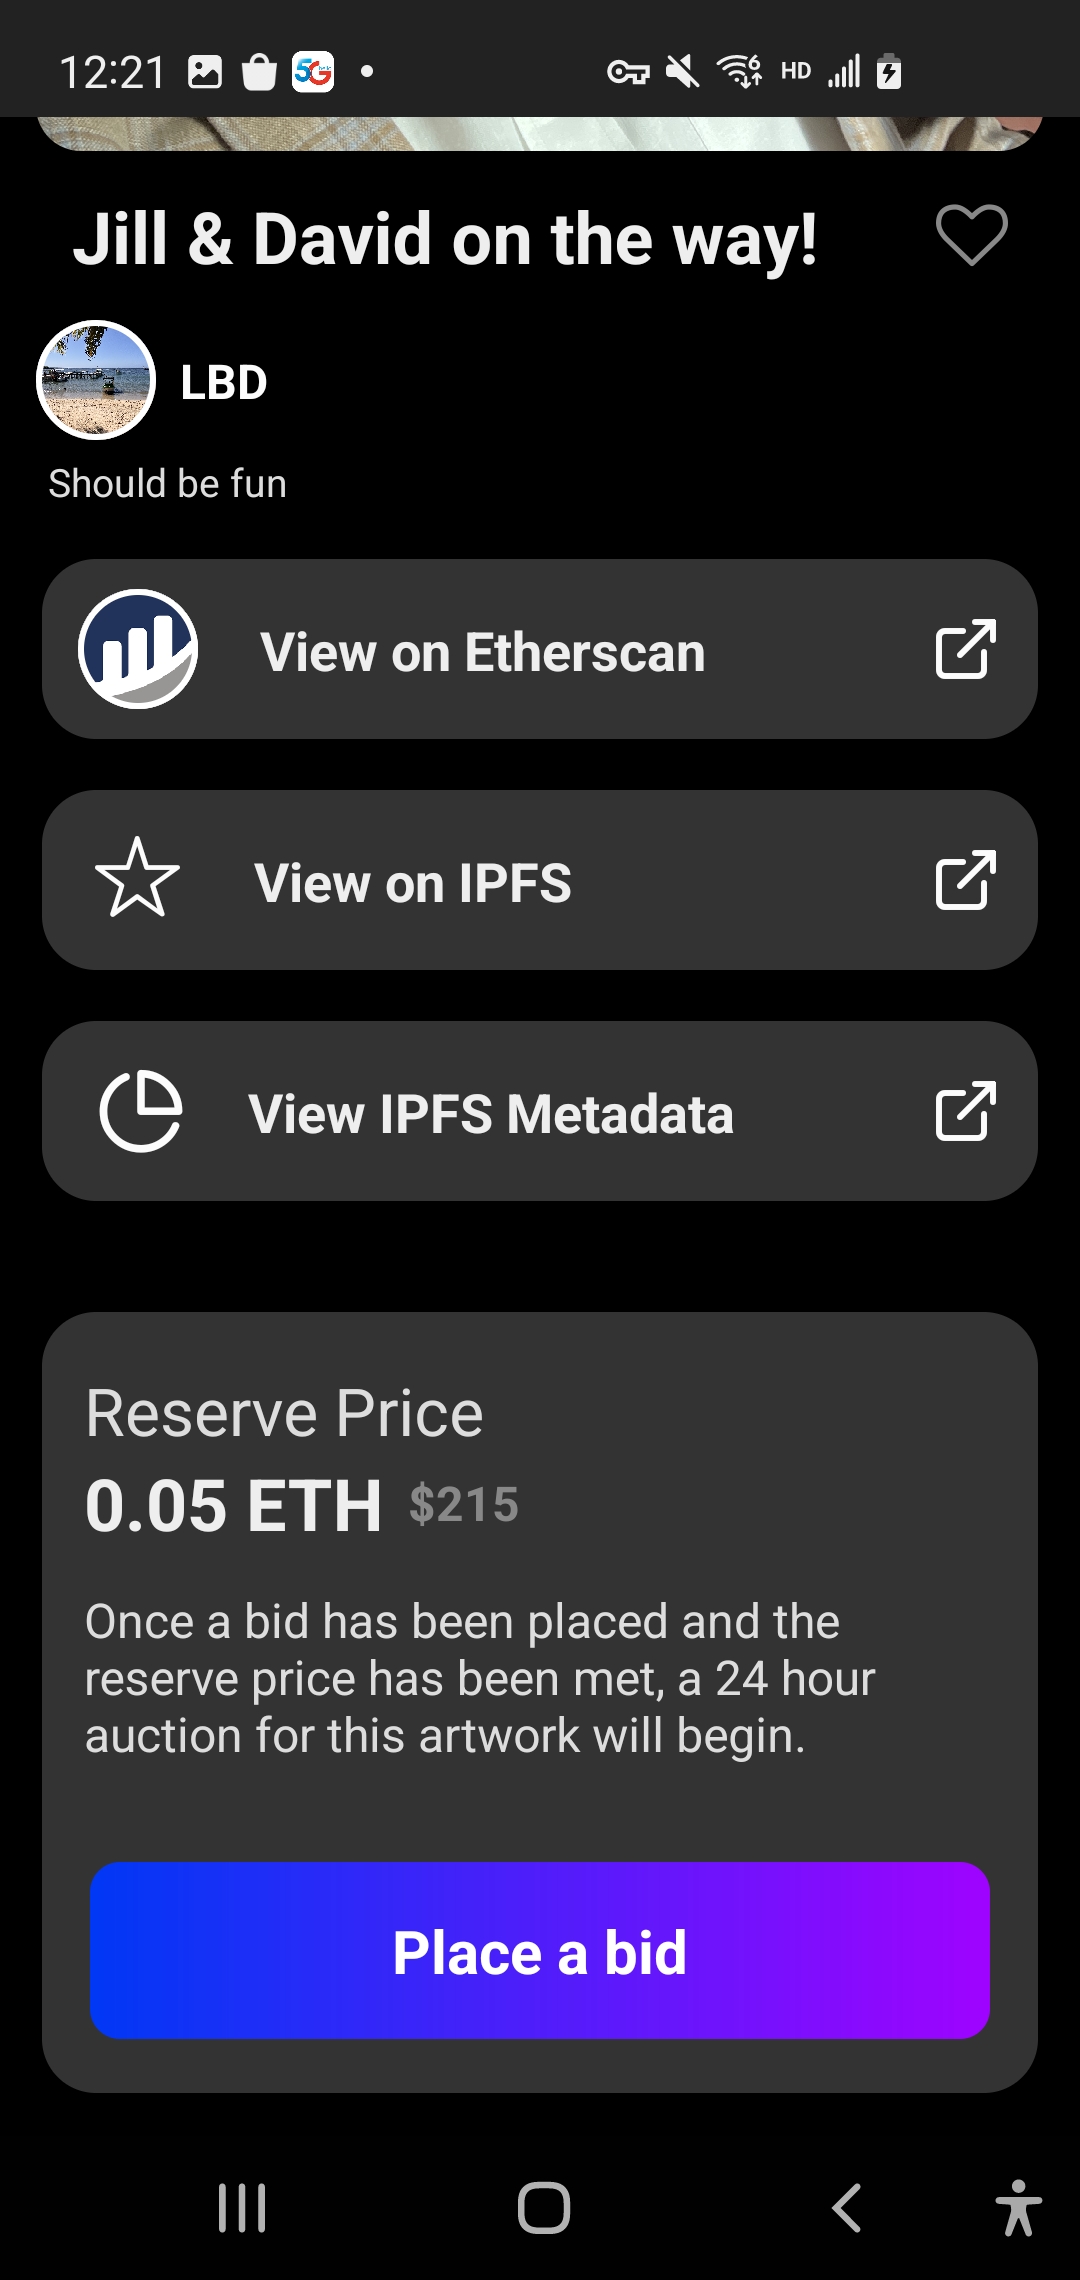 12:21
5G
6
HD
Jill & David on the way!
LBD
Should be fun
View on Etherscan
View on IPFS
View IPFS Metadata
Reserve Price
0.05 ETH $215
Once a bid has been placed and the
reserve price has been met, a 24 hour
auction for this artwork will begin.
Place a bid